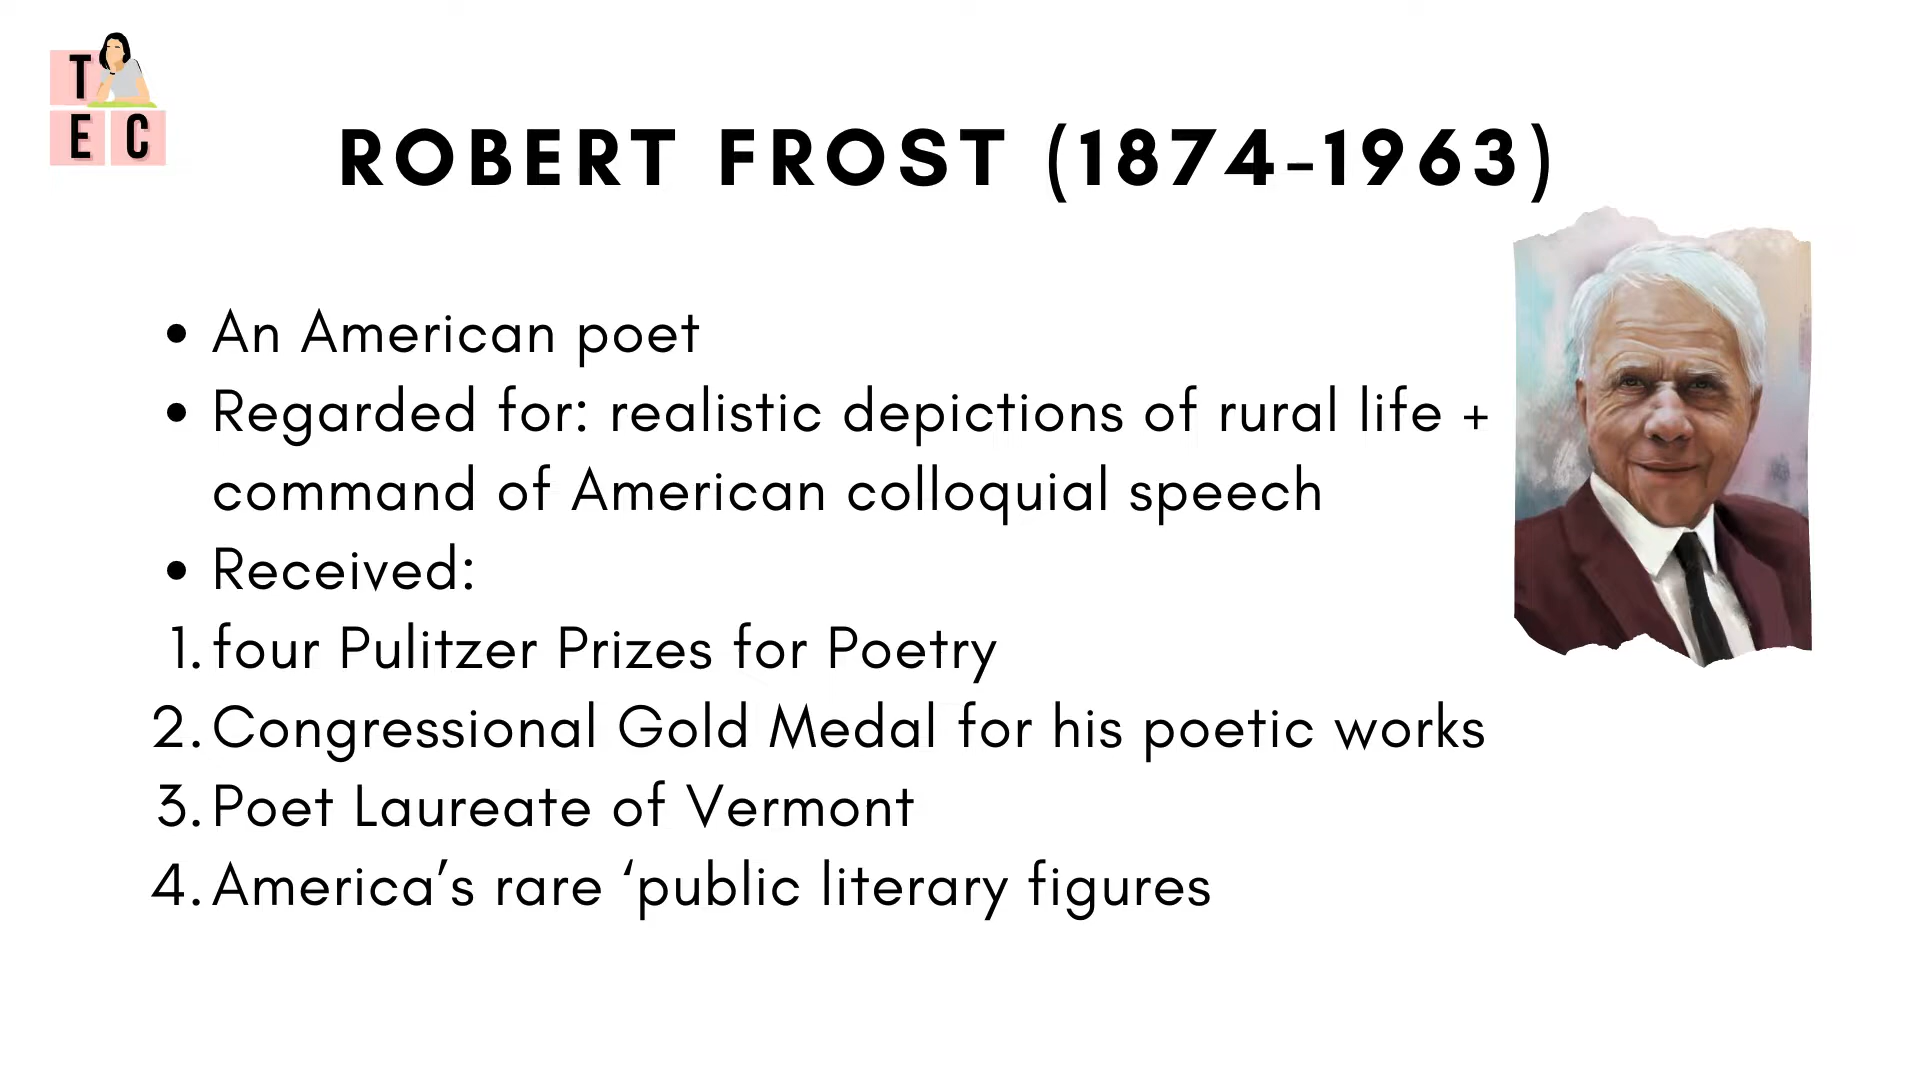 T
E C
ROBERT FROST (1874-1963)
• An American poet
• Regarded for: realistic depictions of rural life +
command of American colloquial speech
• Received:
1. four Pulitzer Prizes for Poetry
2. Congressional Gold Medal for his poetic works
3. Poet Laureate of Vermont
4. America’s rare ‘public literary figures